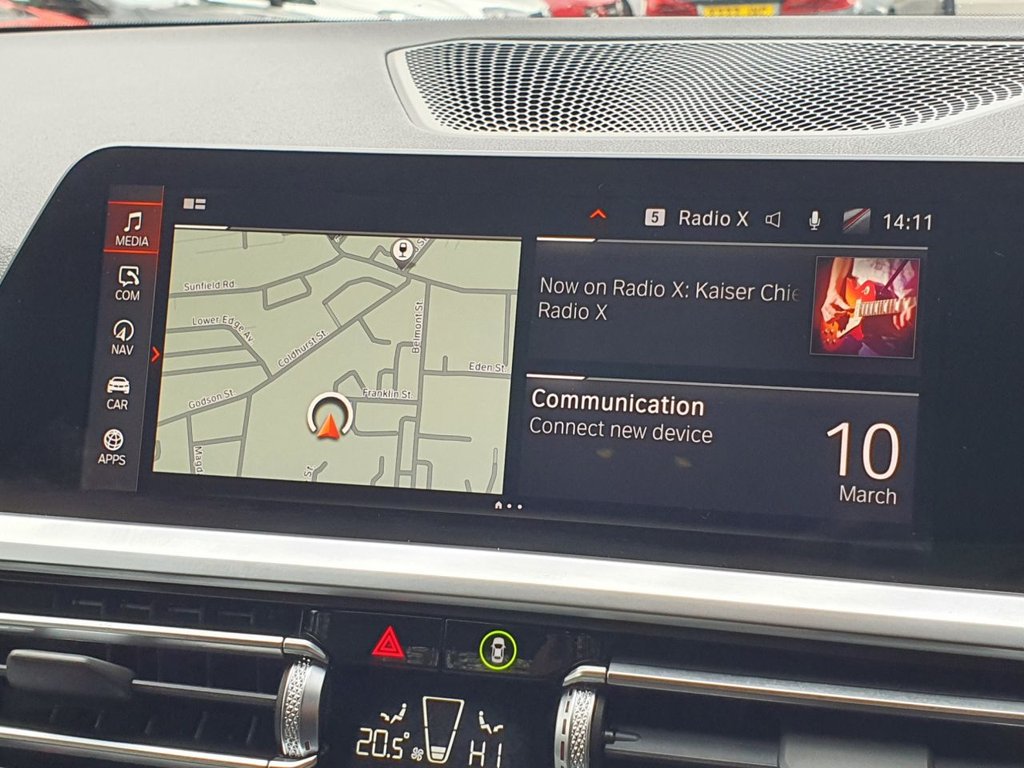 5 Radio X 14:11
MEDIA
COM
NAV
CAR
APPS
Sunfield Rd.
Lower Edge Av
Coldhurst St.
Belmont St.
Godson St.
Franklin St.
Eden St.
Magd
St.
Now on Radio X: Kaiser Chie
Radio X
Communication
Connect new device
10
March
20.5°
HI